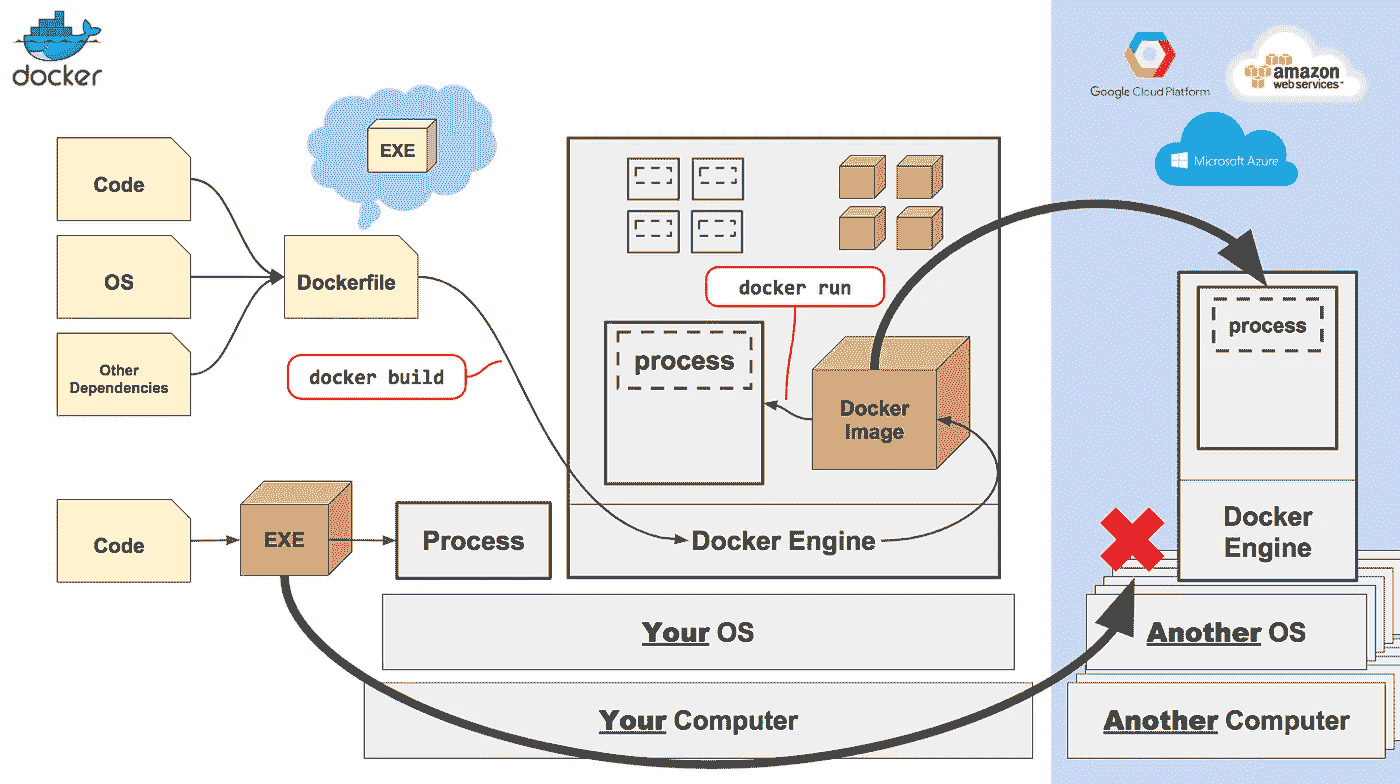 docker
Google Cloud Platform
amazon
web services™
Microsoft Azure
EXE
Code
OS
Other
Dependencies
Dockerfile
docker build
docker run
process
Docker
Image
Docker Engine
Code
EXE
Process
Your OS
Your Computer
process
Docker
Engine
Another OS
Another Computer